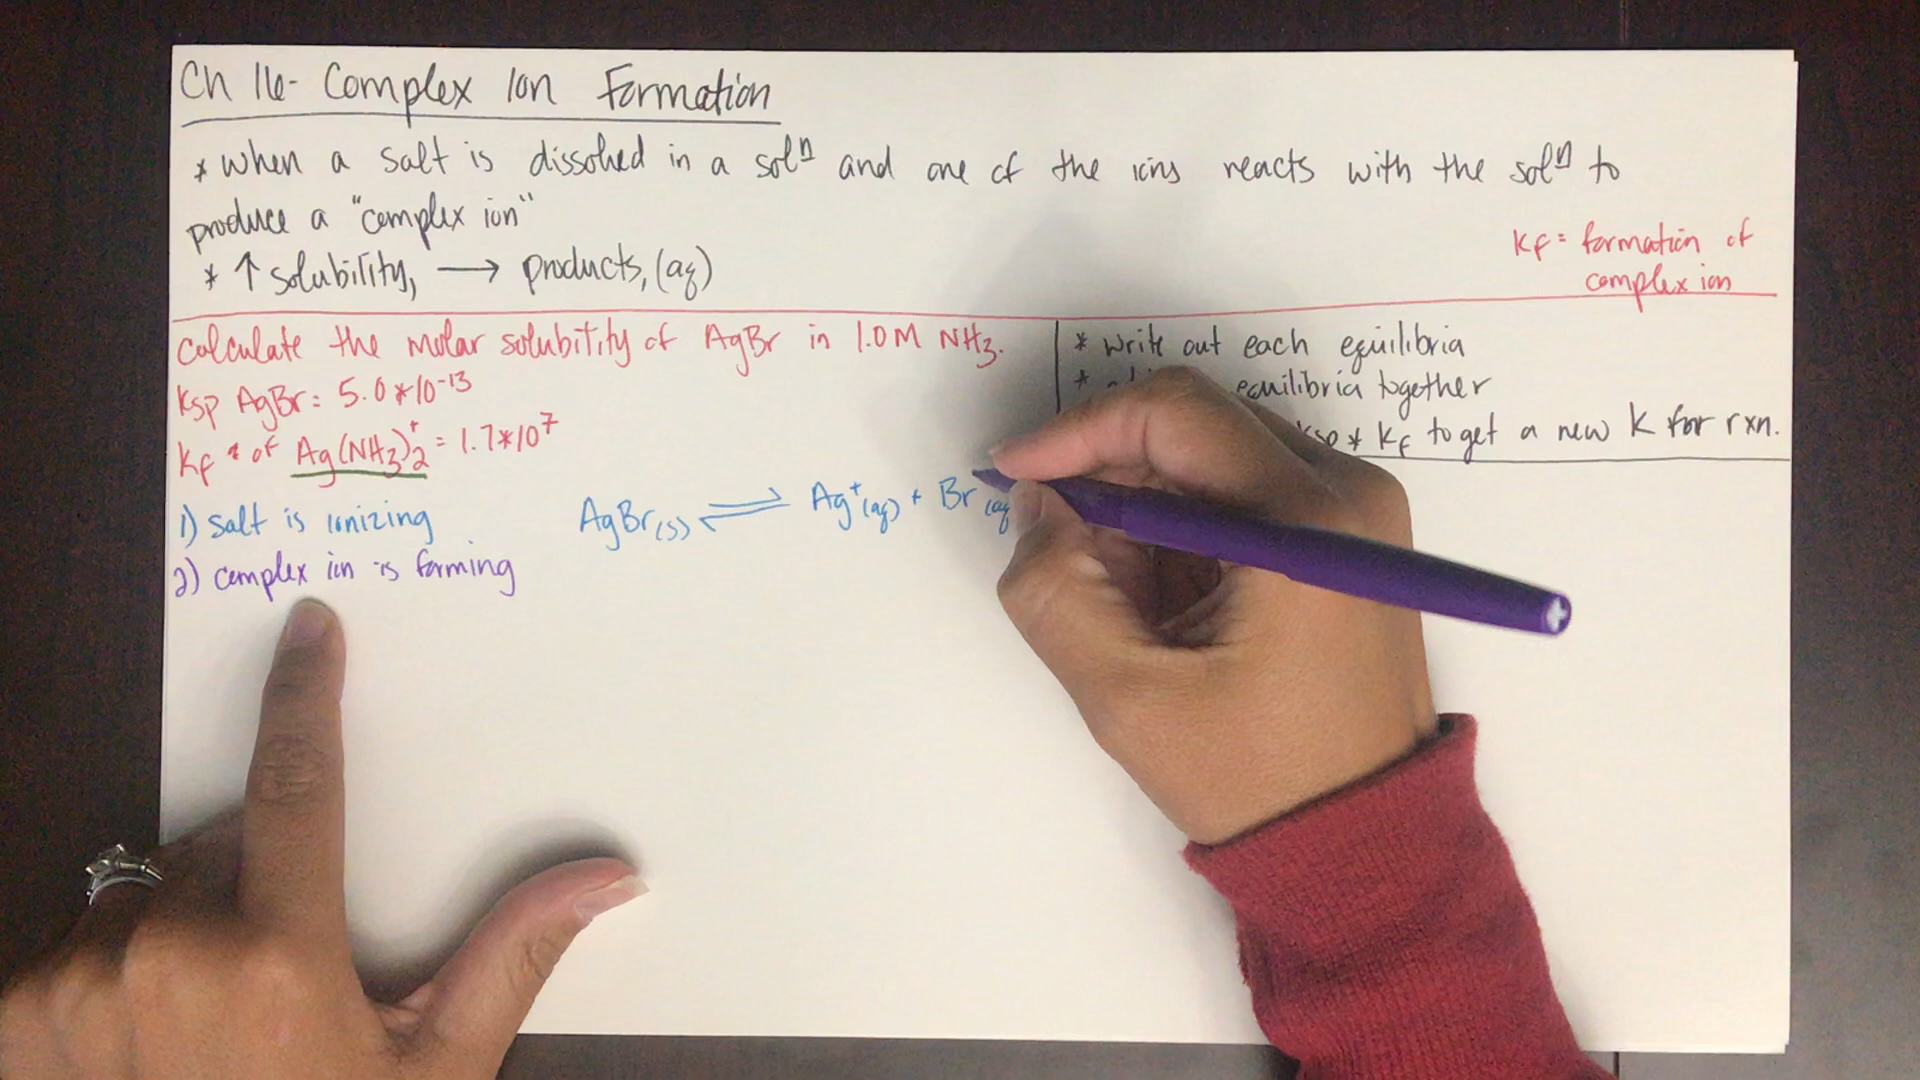 Ch 16- Complex Ion Formation
* When a salt is dissolved in a solⁿ and one of the ions reacts with the solⁿ to
produce a "complex ion"
* ↑ solubility, → products, (aq)
Kf = formation of
complex ion
Calculate the molar solubility of AgBr in 1.0M NH₃.
Ksp AgBr = 5.0*10⁻¹³
Kf of Ag(NH₃)₂⁺ = 1.7*10⁷
* write out each equilibria
* equilibria together
Ksp * Kf to get a new K for rxn.
1) Salt is ionizing
AgBr(s) ⇌ Ag⁺(aq) + Br (aq
2) complex ion is forming